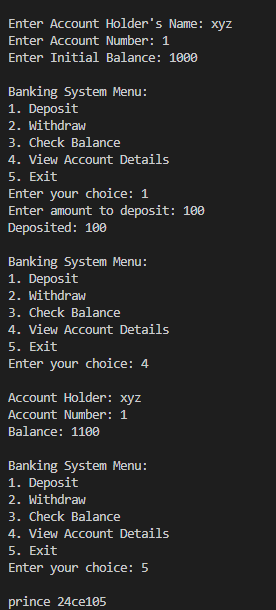 Enter Account Holder's Name: xyz
Enter Account Number: 1
Enter Initial Balance: 1000
Banking System Menu:
1. Deposit
2. Withdraw
3. Check Balance
4. View Account Details
5. Exit
Enter your choice: 1
Enter amount to deposit: 100
Deposited: 100
Banking System Menu:
1. Deposit
2. Withdraw
3. Check Balance
4. View Account Details
5. Exit
Enter your choice: 4
Account Holder: xyz
Account Number: 1
Balance: 1100
Banking System Menu:
1. Deposit
2. Withdraw
3. Check Balance
4. View Account Details
5. Exit
Enter your choice: 5
prince 24ce105